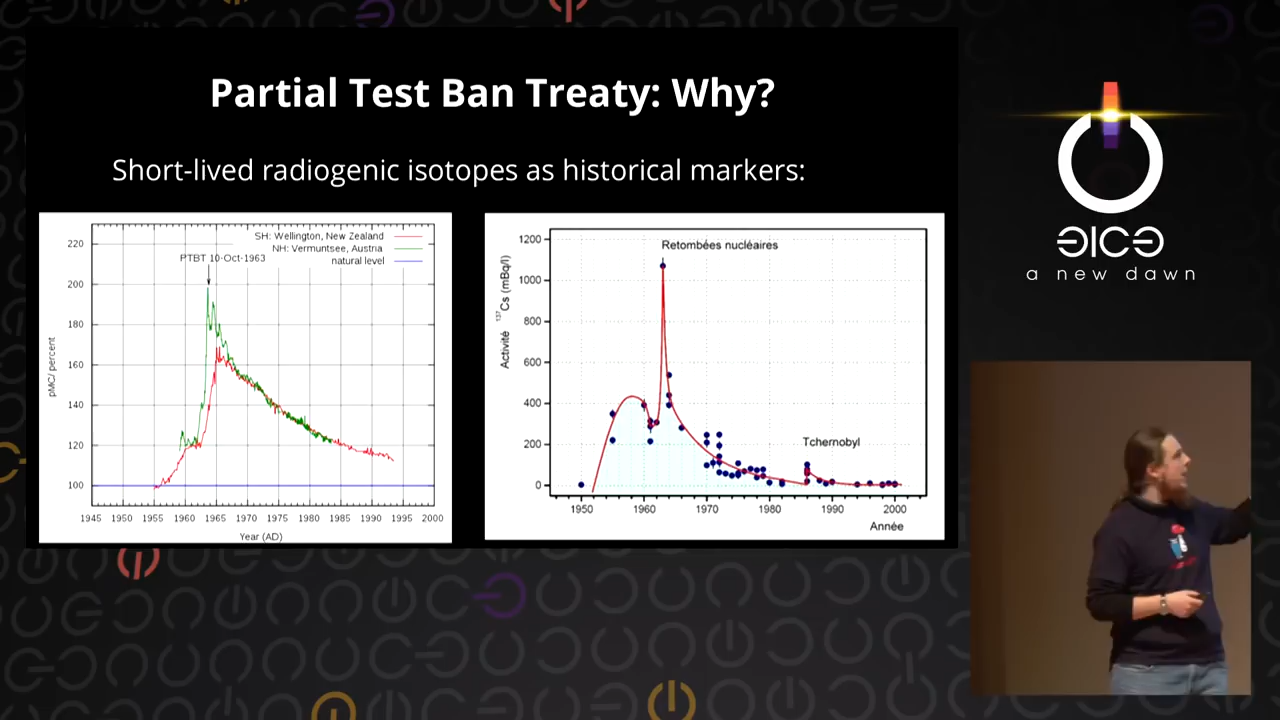 Partial Test Ban Treaty: Why?
Short-lived radiogenic isotopes as historical markers:
SH: Wellington, New Zealand
NH: Vermuntsee, Austria
natural level
PTBT 10-Oct-1963
pMC/ percent
220
200
180
160
140
120
100
1945 1950 1955 1960 1965 1970 1975 1980 1985 1990 1995 2000
Year (AD)
Retombées nucléaires
Tchernobyl
Activité ¹³⁷Cs (mBq/l)
1200
1000
800
600
400
200
0
1950 1960 1970 1980 1990 2000
Année
a new dawn